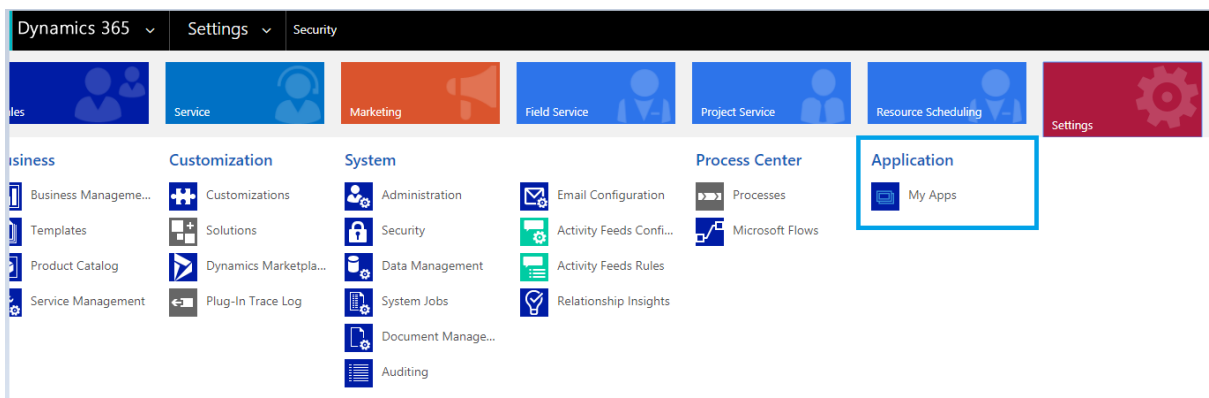 Dynamics 365 Settings Security
les Service Marketing Field Service Project Service Resource Scheduling Settings
usiness Customization System Process Center Application
Business Manageme... Customizations Administration Email Configuration Processes My Apps
Templates Solutions Security Activity Feeds Confi... Microsoft Flows
Product Catalog Dynamics Marketpla... Data Management Activity Feeds Rules
Service Management Plug-In Trace Log System Jobs Relationship Insights
Document Manage...
Auditing